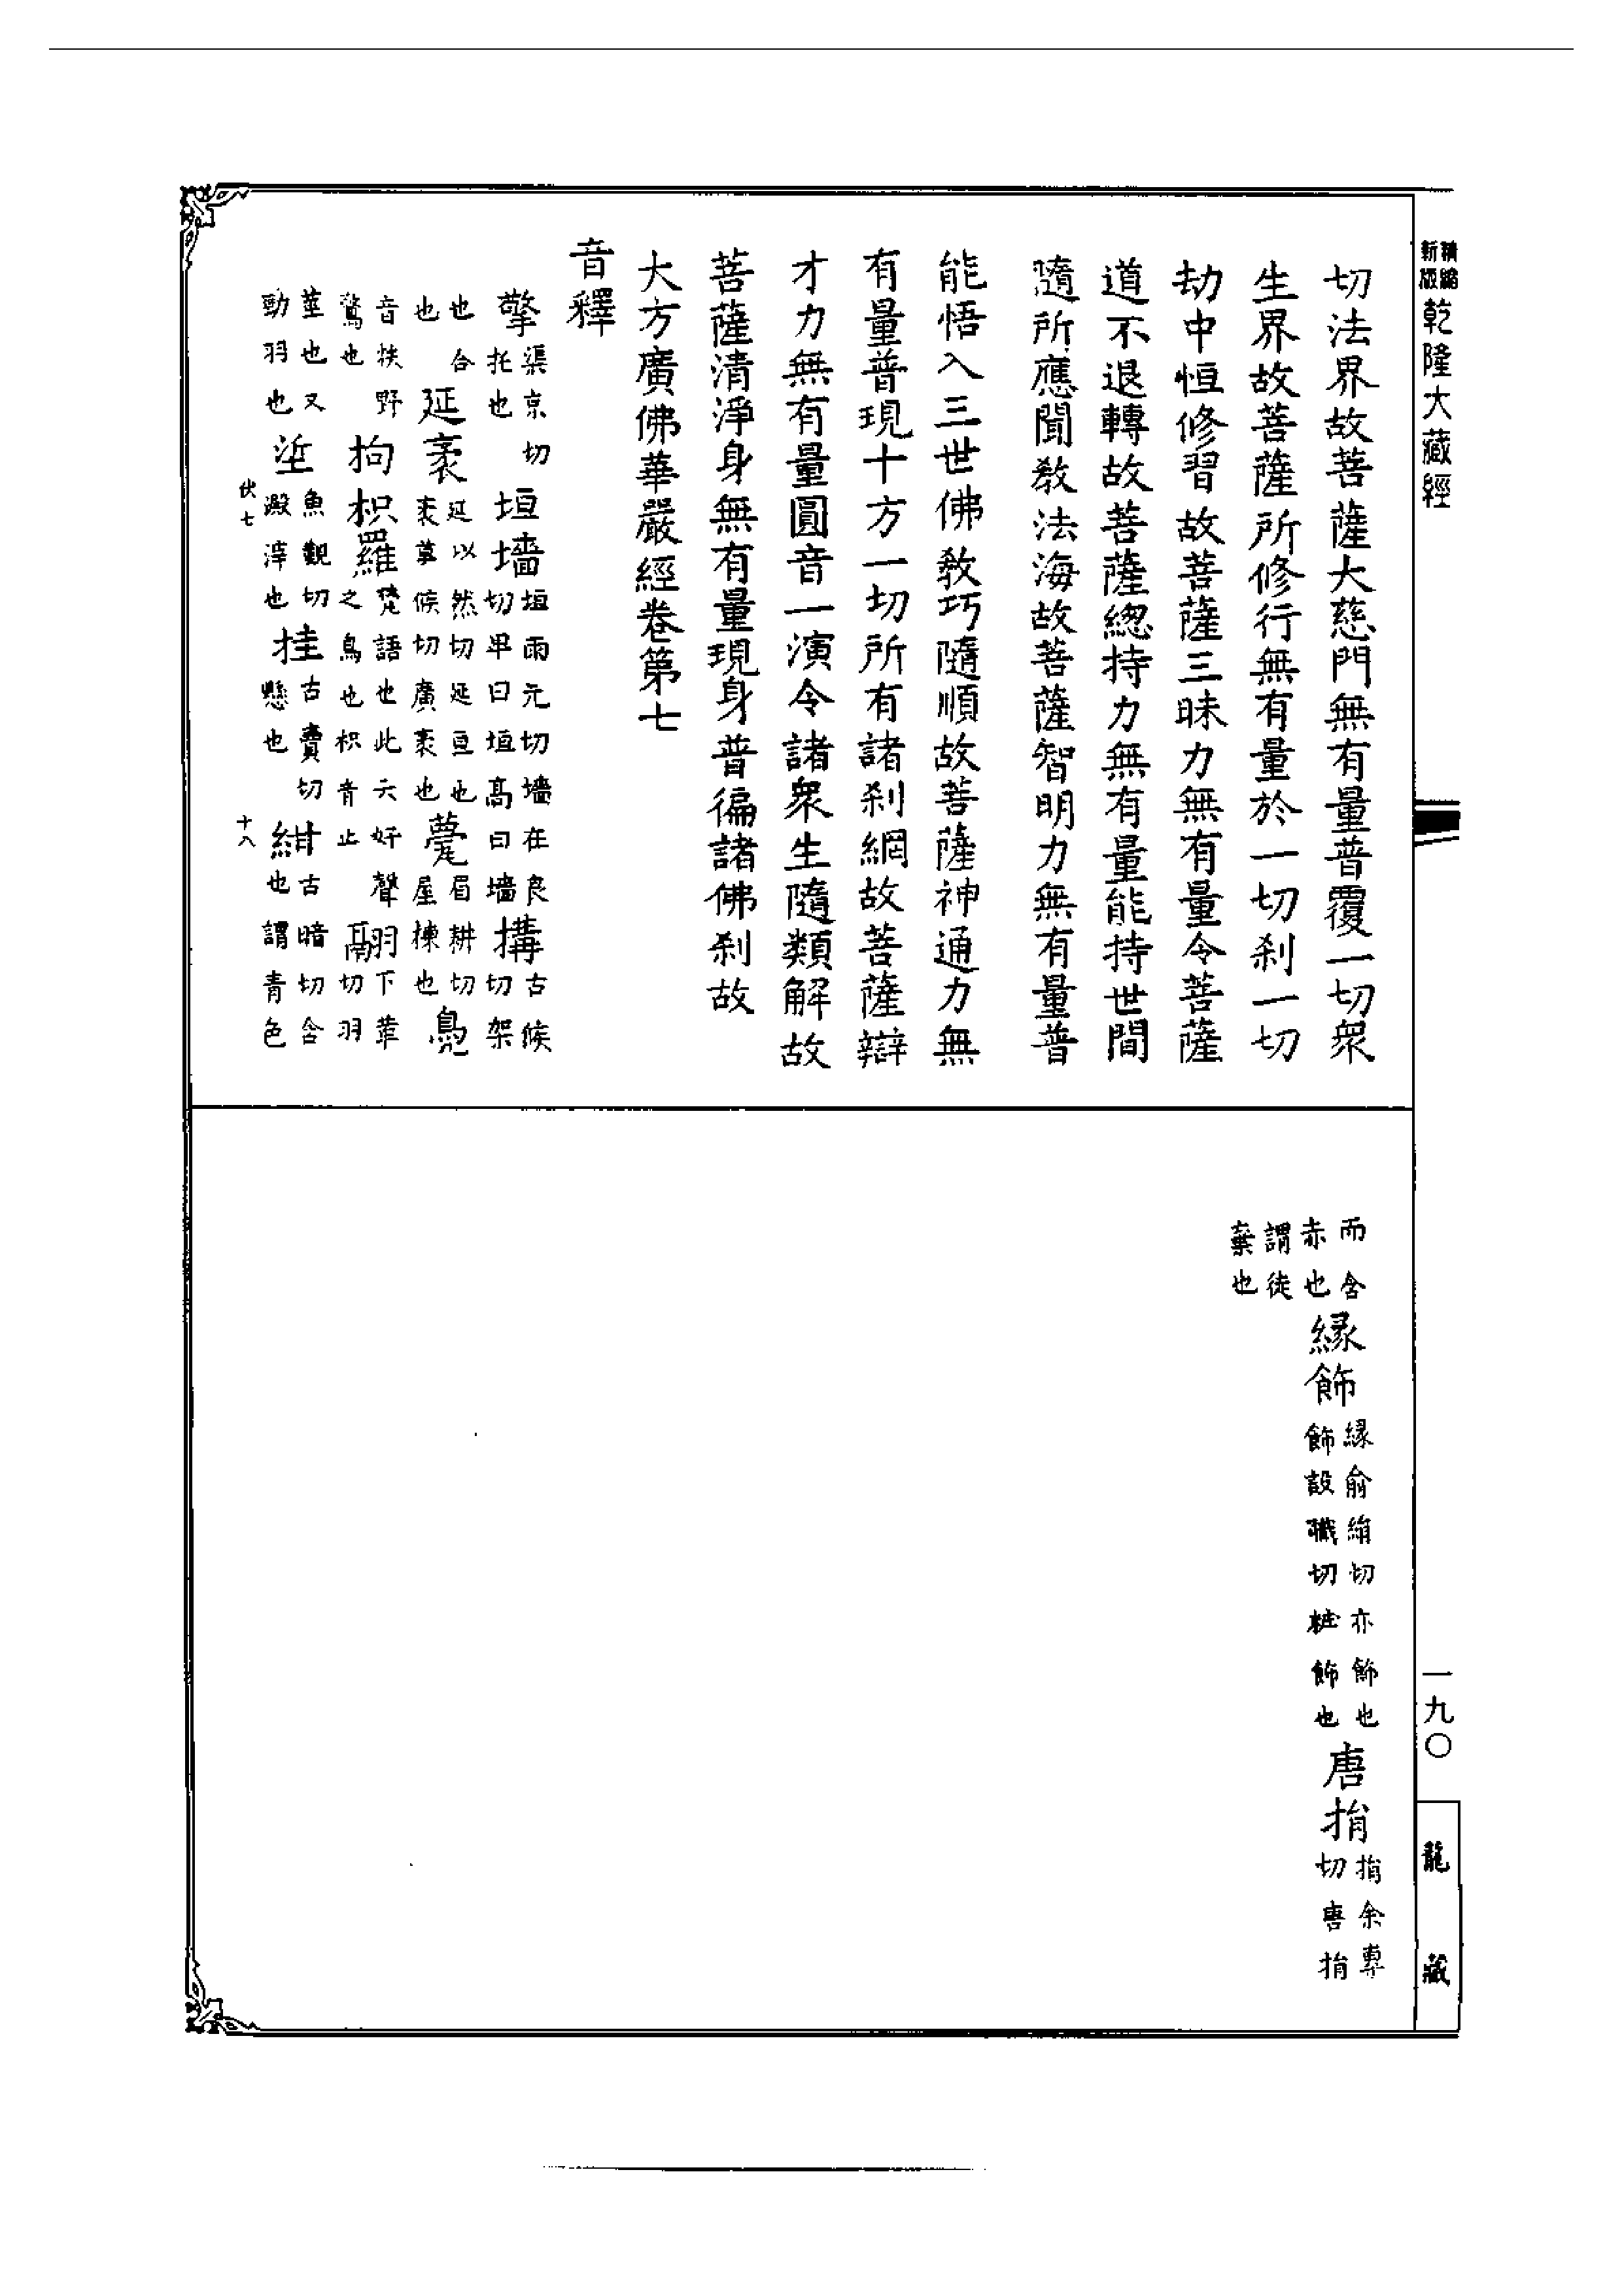 精縮新版乾隆大藏經
切法界故菩薩大慈門無有量普覆一切衆
生界故菩薩所修行無有量於一切刹一切
劫中恒修習故菩薩三昧力無有量令菩薩
道不退轉故菩薩緫持力無有量能持世間
隨所應聞教法海故菩薩智明力無有量普
能悟入三世佛教巧隨順故菩薩神通力無
有量普現十方一切所有諸刹網故菩薩辯
才力無有量圓音一演令諸衆生隨類解故
菩薩清淨身無有量現身普徧諸佛刹故
大方廣佛華嚴經卷第七
音釋
擎渠京切托也 垣墻垣雨元切墻在良切卑曰垣高曰墻 搆古候切架
也合也 延袤延以然切延亘也袤莫候切廣袤也 甍眉耕切屋棟也 鳧
音扶野鶩也 拘枳羅梵語也此云好聲之鳥也枳音止 翮下革切羽
莖也又勁羽也 垽魚觀切澱滓也 挂古賣切懸也 紺古暗切含也謂青色
伏七 十八
而含赤也 緣飾緣俞絹切亦飾也飾設職切粧飾也 唐捐捐余專切唐捐
謂徒棄也
一九〇
龍藏